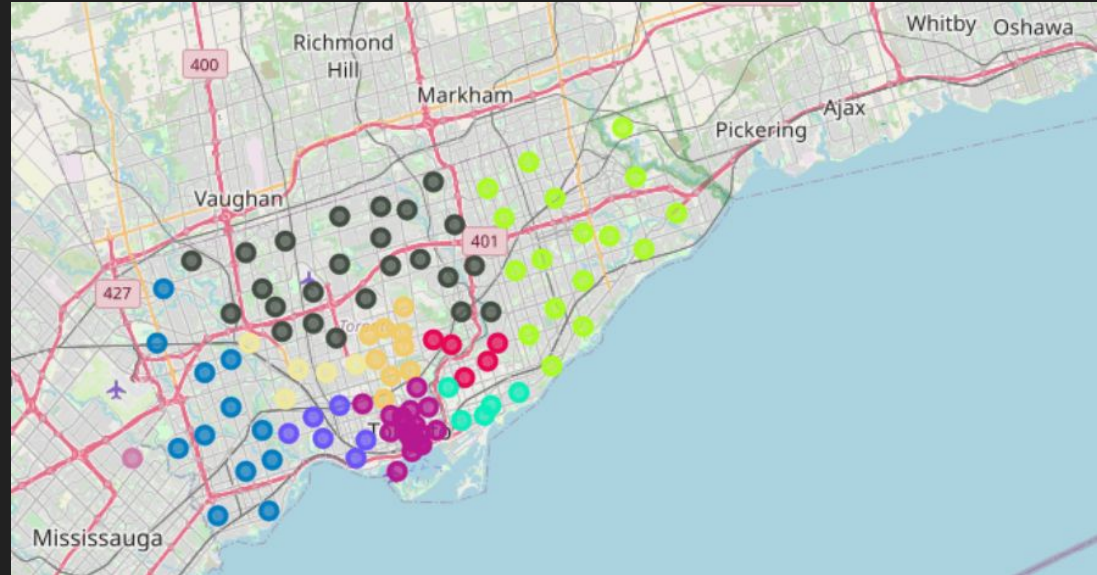 Whitby
Oshawa
400
Richmond
Hill
Markham
Ajax
Pickering
Vaughan
401
427
Mississauga